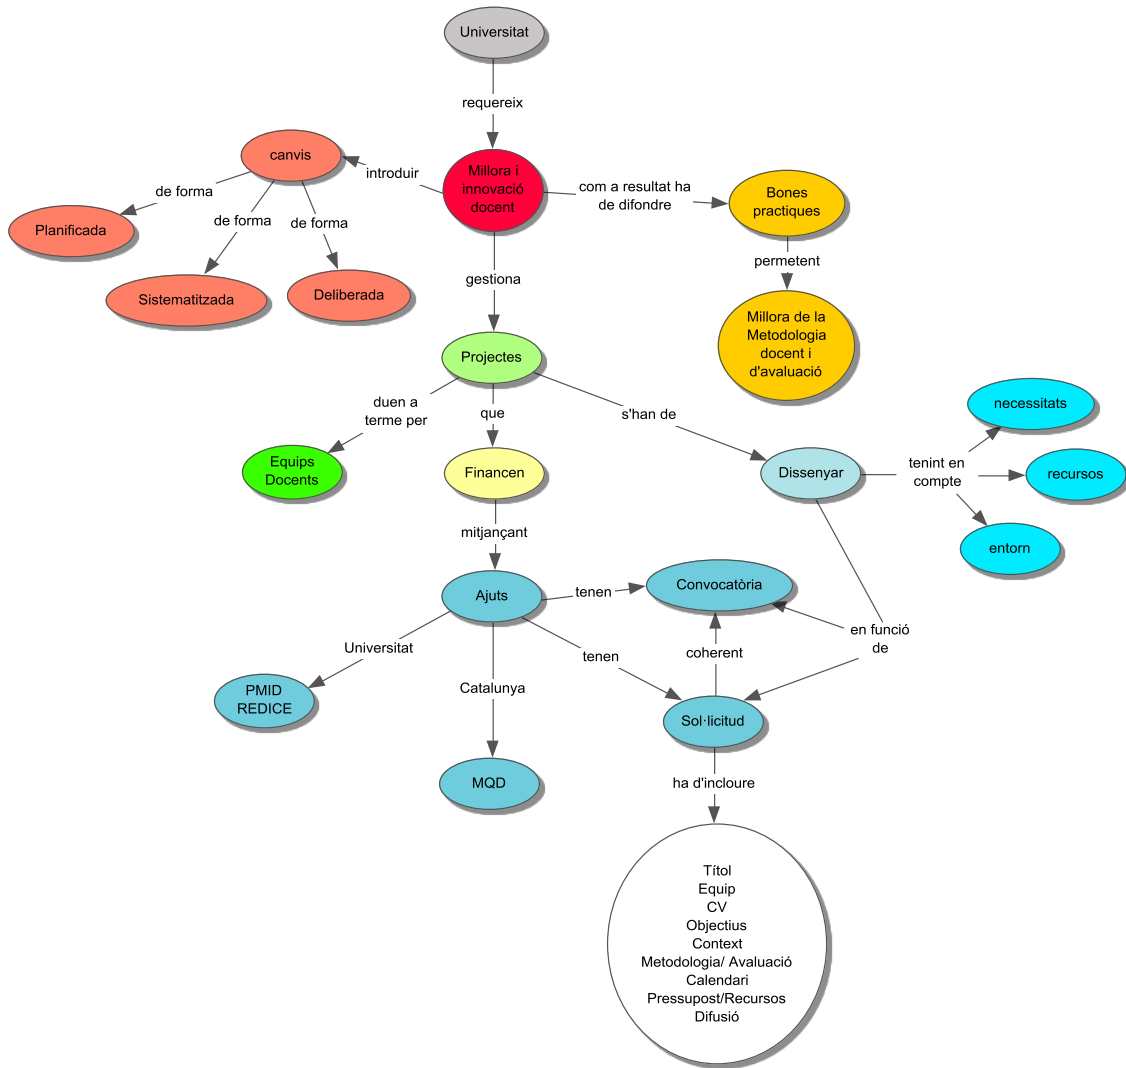 Universitat
requereix
canvis
introduir
Millora i
innovació
docent
com a resultat ha
de difondre
Bones
practiques
de forma
de forma
de forma
Planificada
Sistematitzada
Deliberada
gestiona
permetent
Millora de la
Metodologia
docent i
d'avaluació
Projectes
duen a
terme per
que
s'han de
necessitats
Equips
Docents
Financen
Dissenyar
tenint en
compte
recursos
entorn
mitjançant
Ajuts
tenen
Convocatòria
Universitat
tenen
coherent
en funció
de
Catalunya
PMID
REDICE
Sol·licitud
MQD
ha d'incloure
Títol
Equip
CV
Objectius
Context
Metodologia/ Avaluació
Calendari
Pressupost/Recursos
Difusió